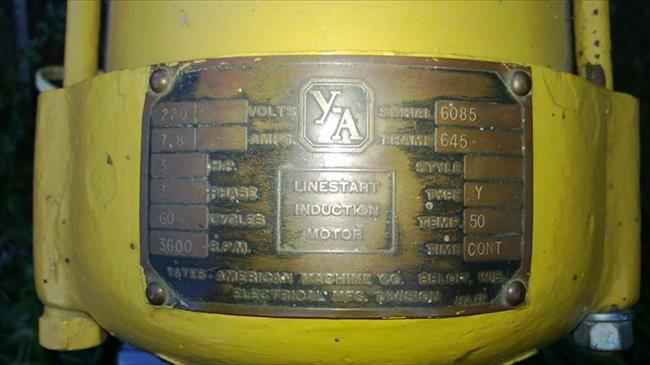 220 VOLTS YA SERIAL 6085
7.8 AMPS FRAME 645
3 H.P. STYLE
3 PHASE LINESTART TYPE Y
60 CYCLES INDUCTION TEMP. 50
3600 R.P.M. MOTOR TIME CONT
YATES-AMERICAN MACHINE CO. BELOIT, WIS.
ELECTRICAL MFG. DIVISION